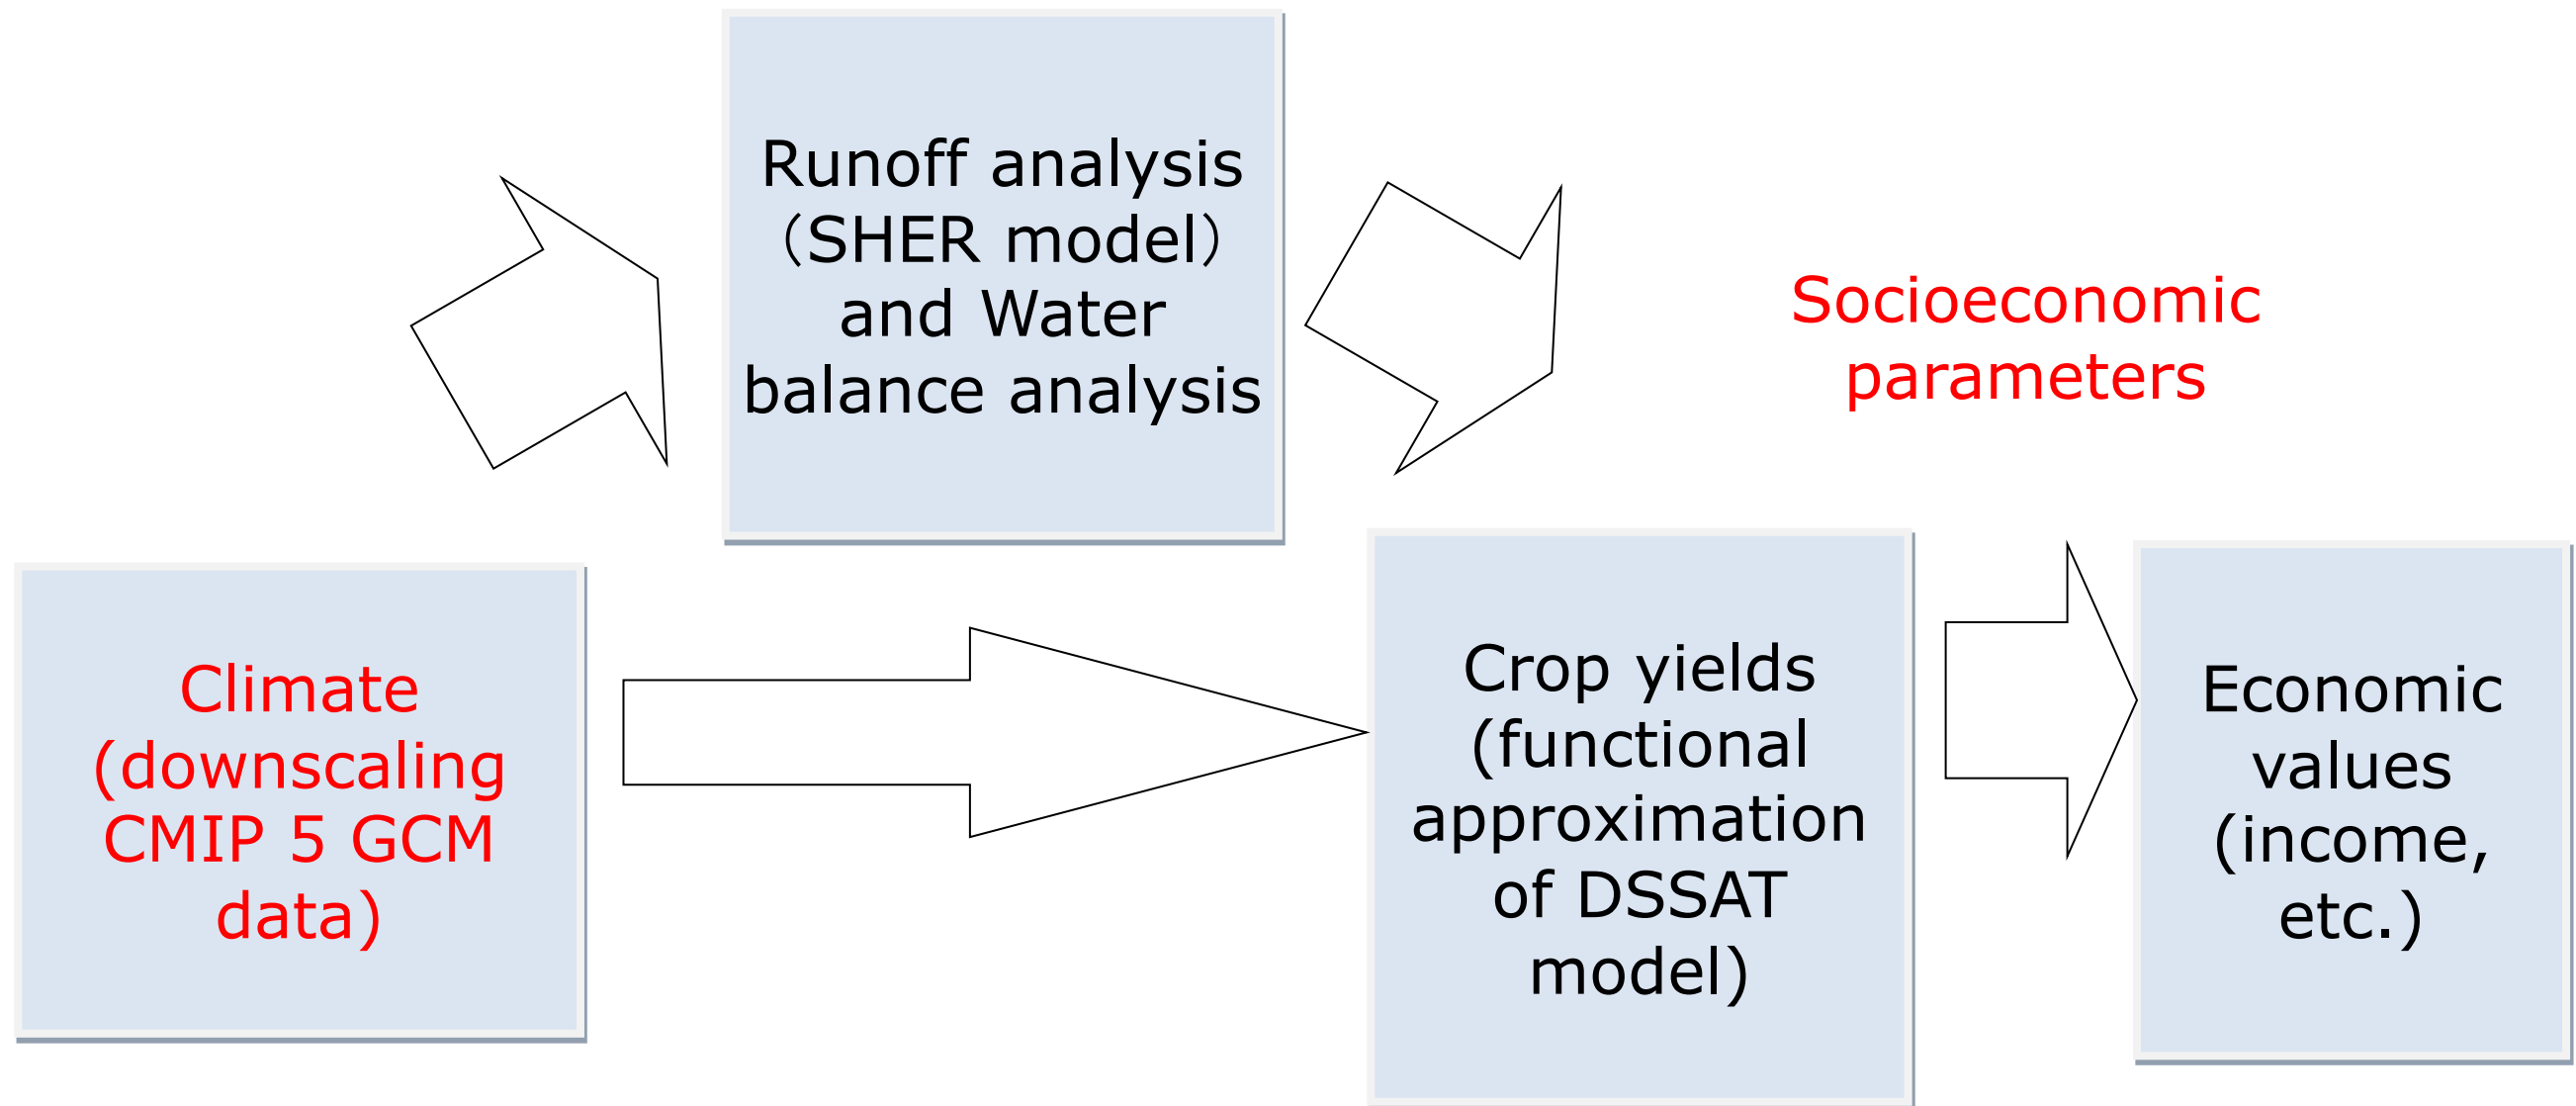 Runoff analysis
（SHER model）
and Water
balance analysis
Socioeconomic
parameters
Climate
(downscaling
CMIP 5 GCM
data)
Crop yields
(functional
approximation
of DSSAT
model)
Economic
values
(income,
etc.)